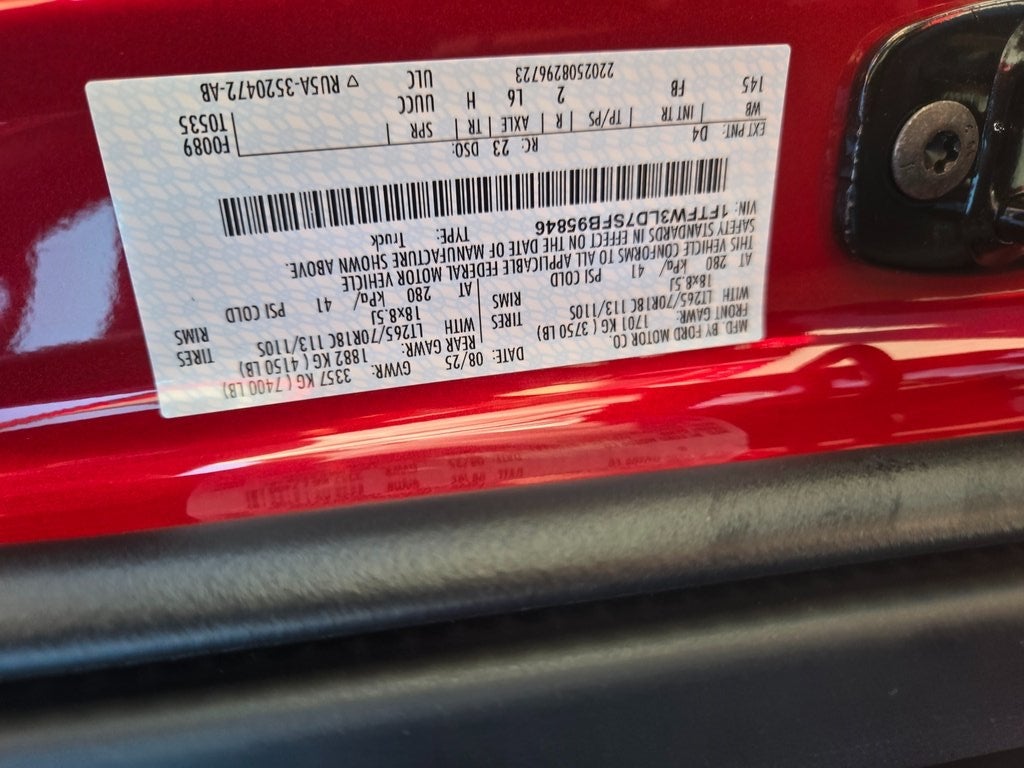 MFD. BY FORD MOTOR CO.
DATE: 08/25 GVWR: 3357 KG ( 7400 LB)
FRONT GAWR: 1701 KG ( 3750 LB) REAR GAWR: 1882 KG ( 4150 LB)
WITH LT265/70R18C 113/110S TIRES WITH LT265/70R18C 113/110S TIRES
18x8.5J RIMS 18x8.5J RIMS
AT 280 kPa/ 41 PSI COLD AT 280 kPa/ 41 PSI COLD
THIS VEHICLE CONFORMS TO ALL APPLICABLE FEDERAL MOTOR VEHICLE
SAFETY STANDARDS IN EFFECT ON THE DATE OF MANUFACTURE SHOWN ABOVE.
VIN: 1FTFW3LD7SFB95846 TYPE: Truck
F0089
T0535
EXT PNT: D4 RC: 23 DSO:
WB | INT TR | TP/PS | R | AXLE | TR | SPR |
145 FB 2 L6 H UUCC
2202508296723 ULC ▽ RU5A-3520472-AB